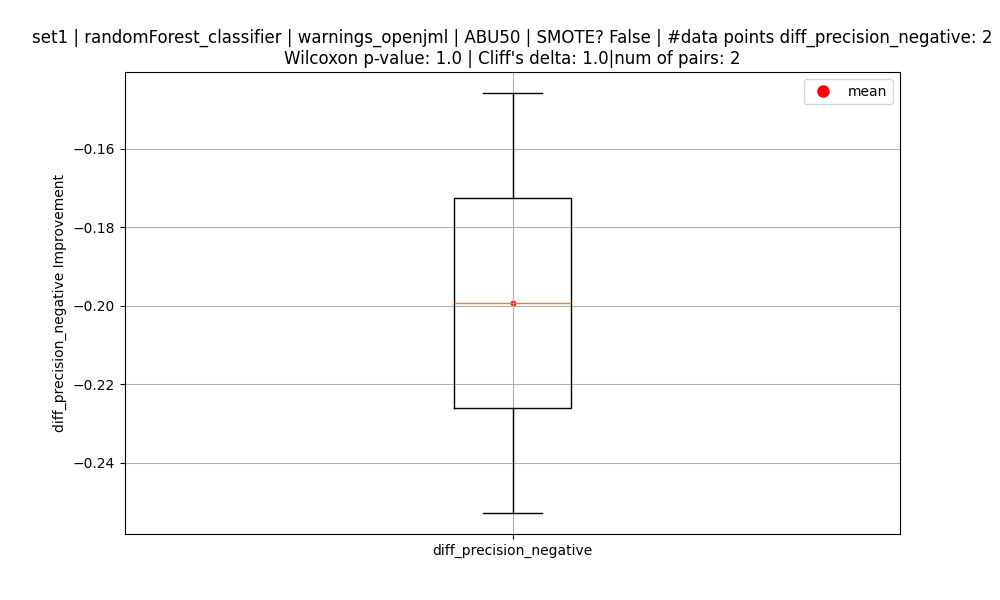 set1 | randomForest_classifier | warnings_openjml | ABU50 | SMOTE? False | #data points diff_precision_negative: 2
Wilcoxon p-value: 1.0 | Cliff's delta: 1.0|num of pairs: 2
mean
−0.16
−0.18
−0.20
−0.22
−0.24
diff_precision_negative Improvement
diff_precision_negative